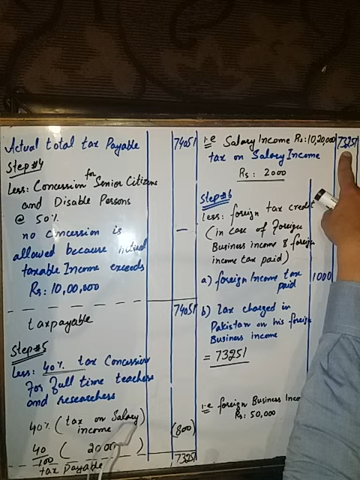 Actual total tax Payable 74051
Step#4
Less: Concession for Senior Citizens
and Disable Persons
@ 50%
no concession is
allowed because actual
taxable Income exceeds
Rs: 10,00,000
74051
taxpayable
Step#5
Less: 40% tax Concession
For full time teachers
and researchers
40% (tax on Salary
income)
40/100 ( 2000 (800)
tax Payable 73251
i.e Salary Income Rs: 10,20,000 73251
tax on Salary Income
Rs: 2000
Step#6
Less: foreign tax credit
(in case of Foreign
Business income & foreign
income tax paid)
a) foreign Income tax
paid 1000
b) Tax charged in
Pakistan on his foreign
Business income
= 73251
i.e foreign Business Inco
Rs: 50,000